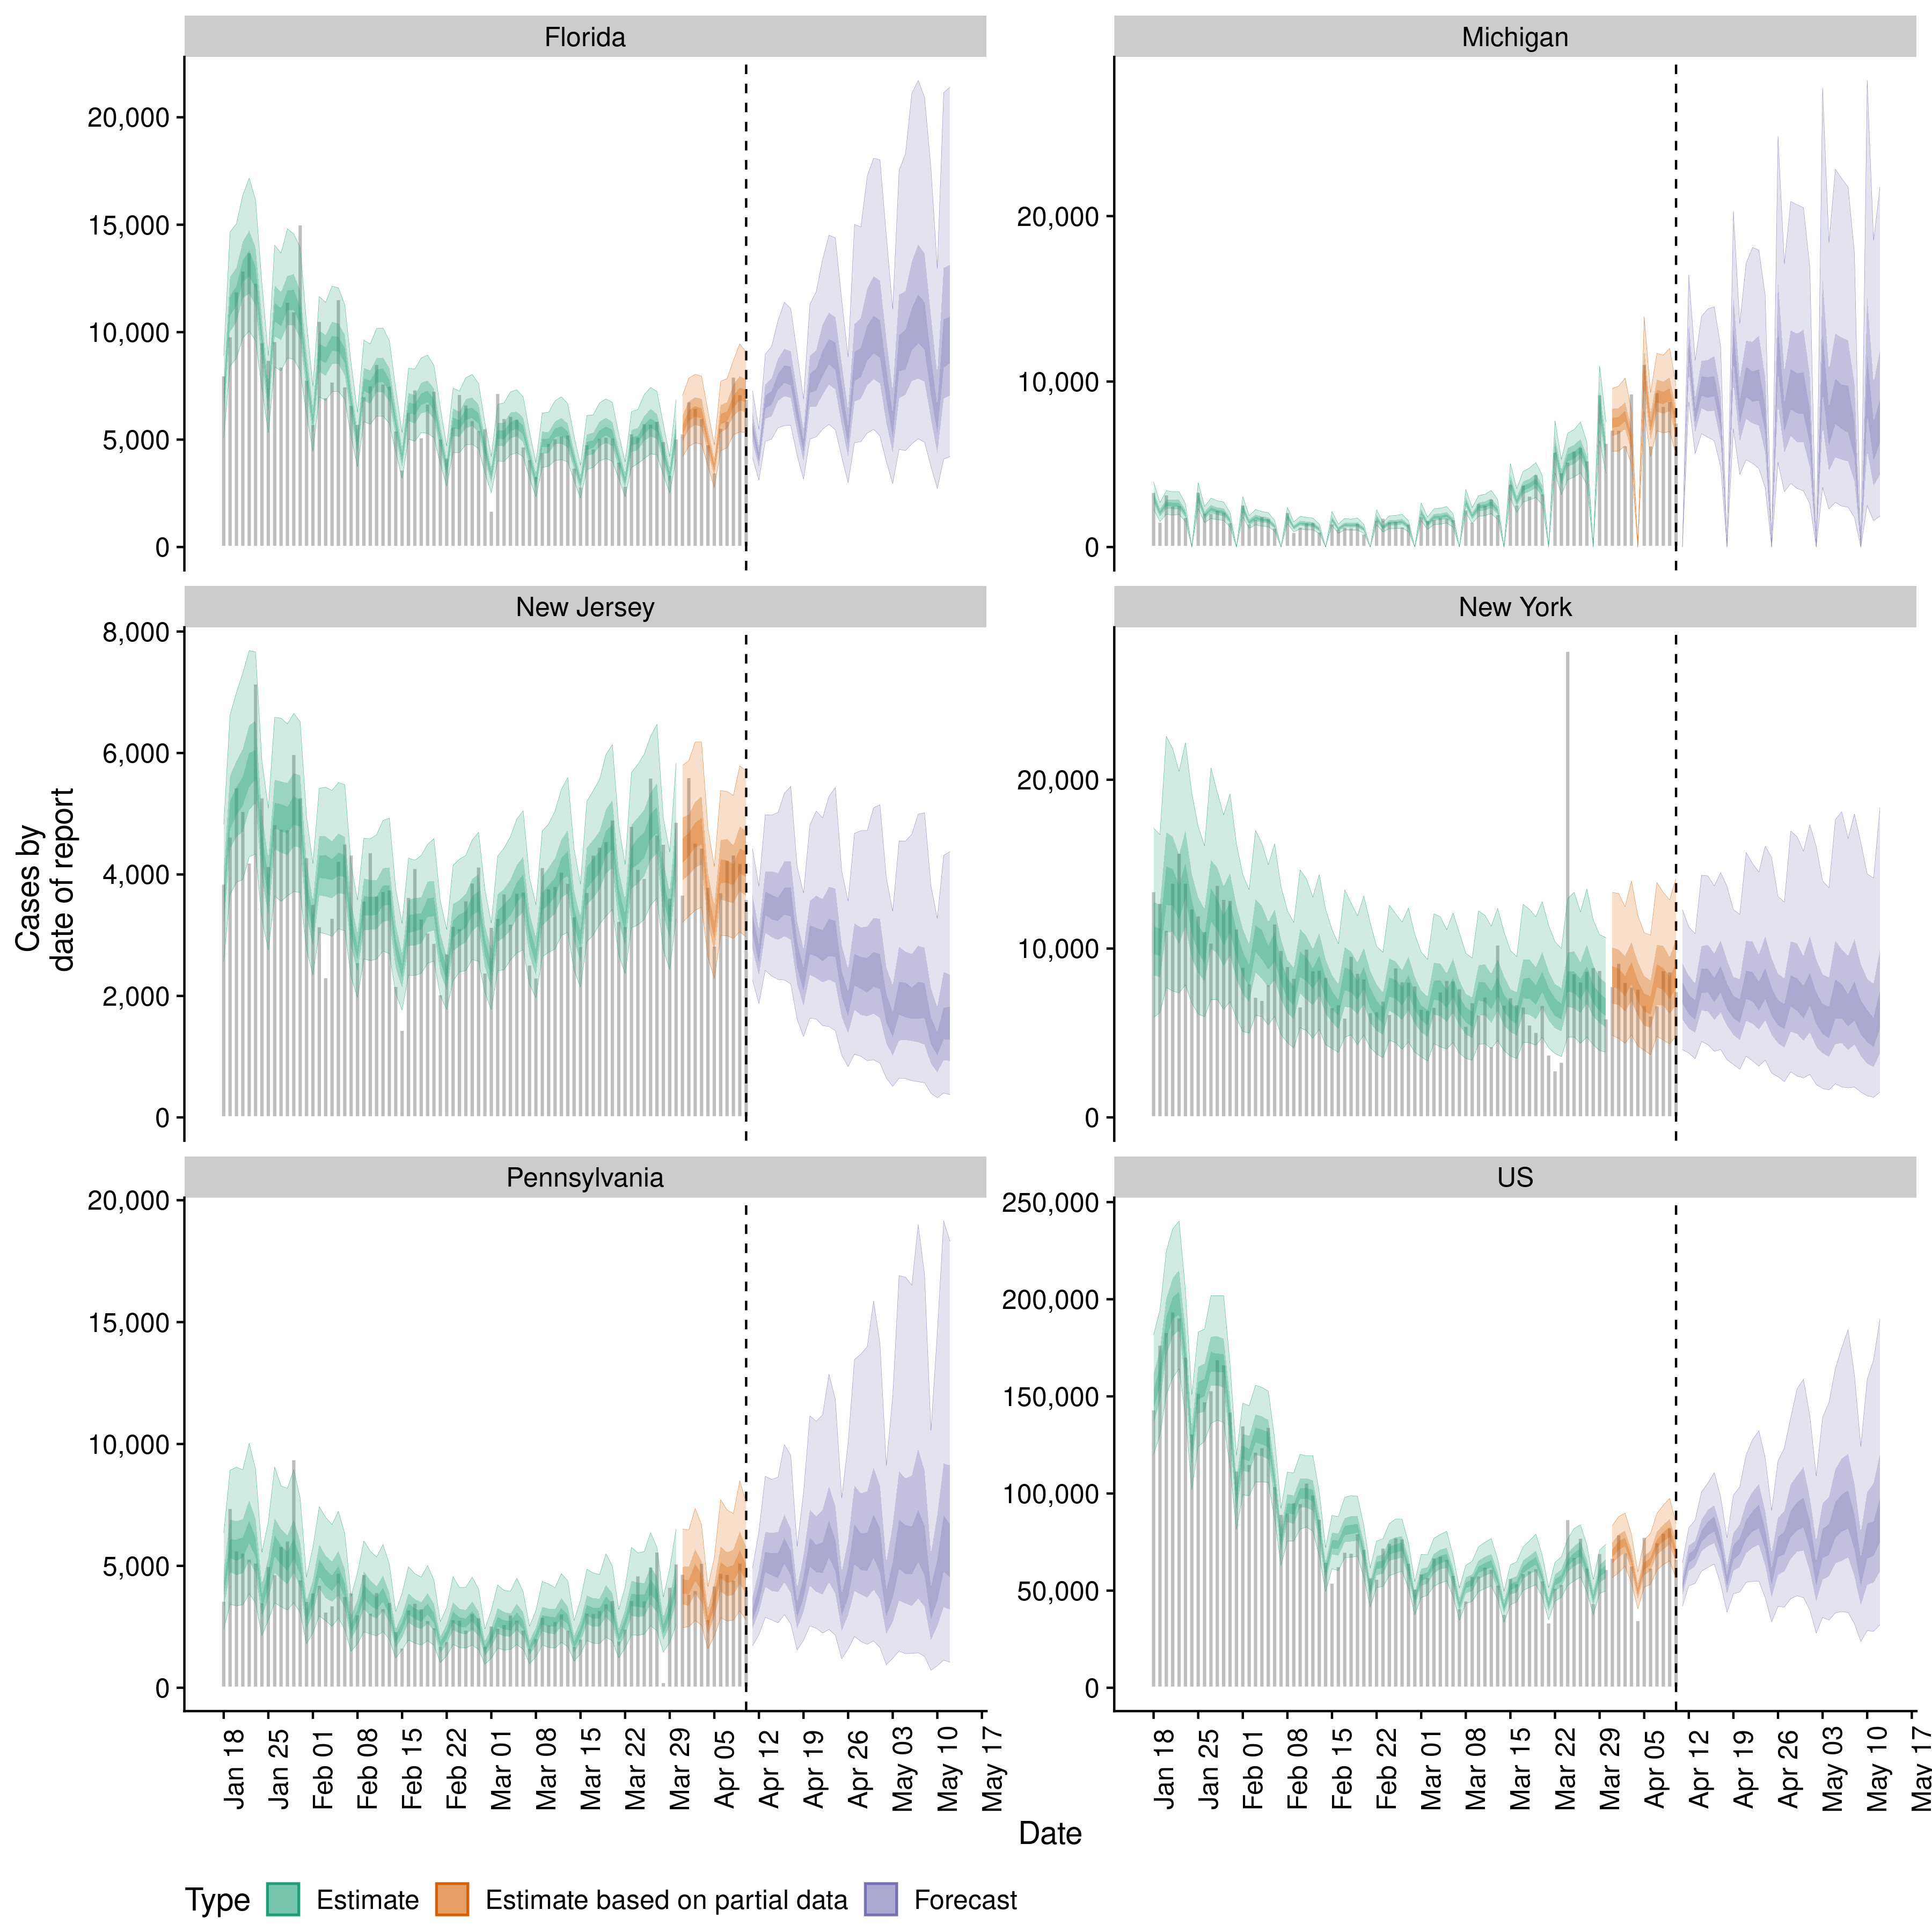 Florida
Michigan
20,000
15,000
10,000
5,000
0
20,000
10,000
0
New Jersey
New York
8,000
6,000
4,000
2,000
0
20,000
10,000
0
Cases by
date of report
Pennsylvania
US
20,000
15,000
10,000
5,000
0
250,000
200,000
150,000
100,000
50,000
0
Jan 18
Jan 25
Feb 01
Feb 08
Feb 15
Feb 22
Mar 01
Mar 08
Mar 15
Mar 22
Mar 29
Apr 05
Apr 12
Apr 19
Apr 26
May 03
May 10
May 17
Jan 18
Jan 25
Feb 01
Feb 08
Feb 15
Feb 22
Mar 01
Mar 08
Mar 15
Mar 22
Mar 29
Apr 05
Apr 12
Apr 19
Apr 26
May 03
May 10
May 17
Date
Type Estimate Estimate based on partial data Forecast